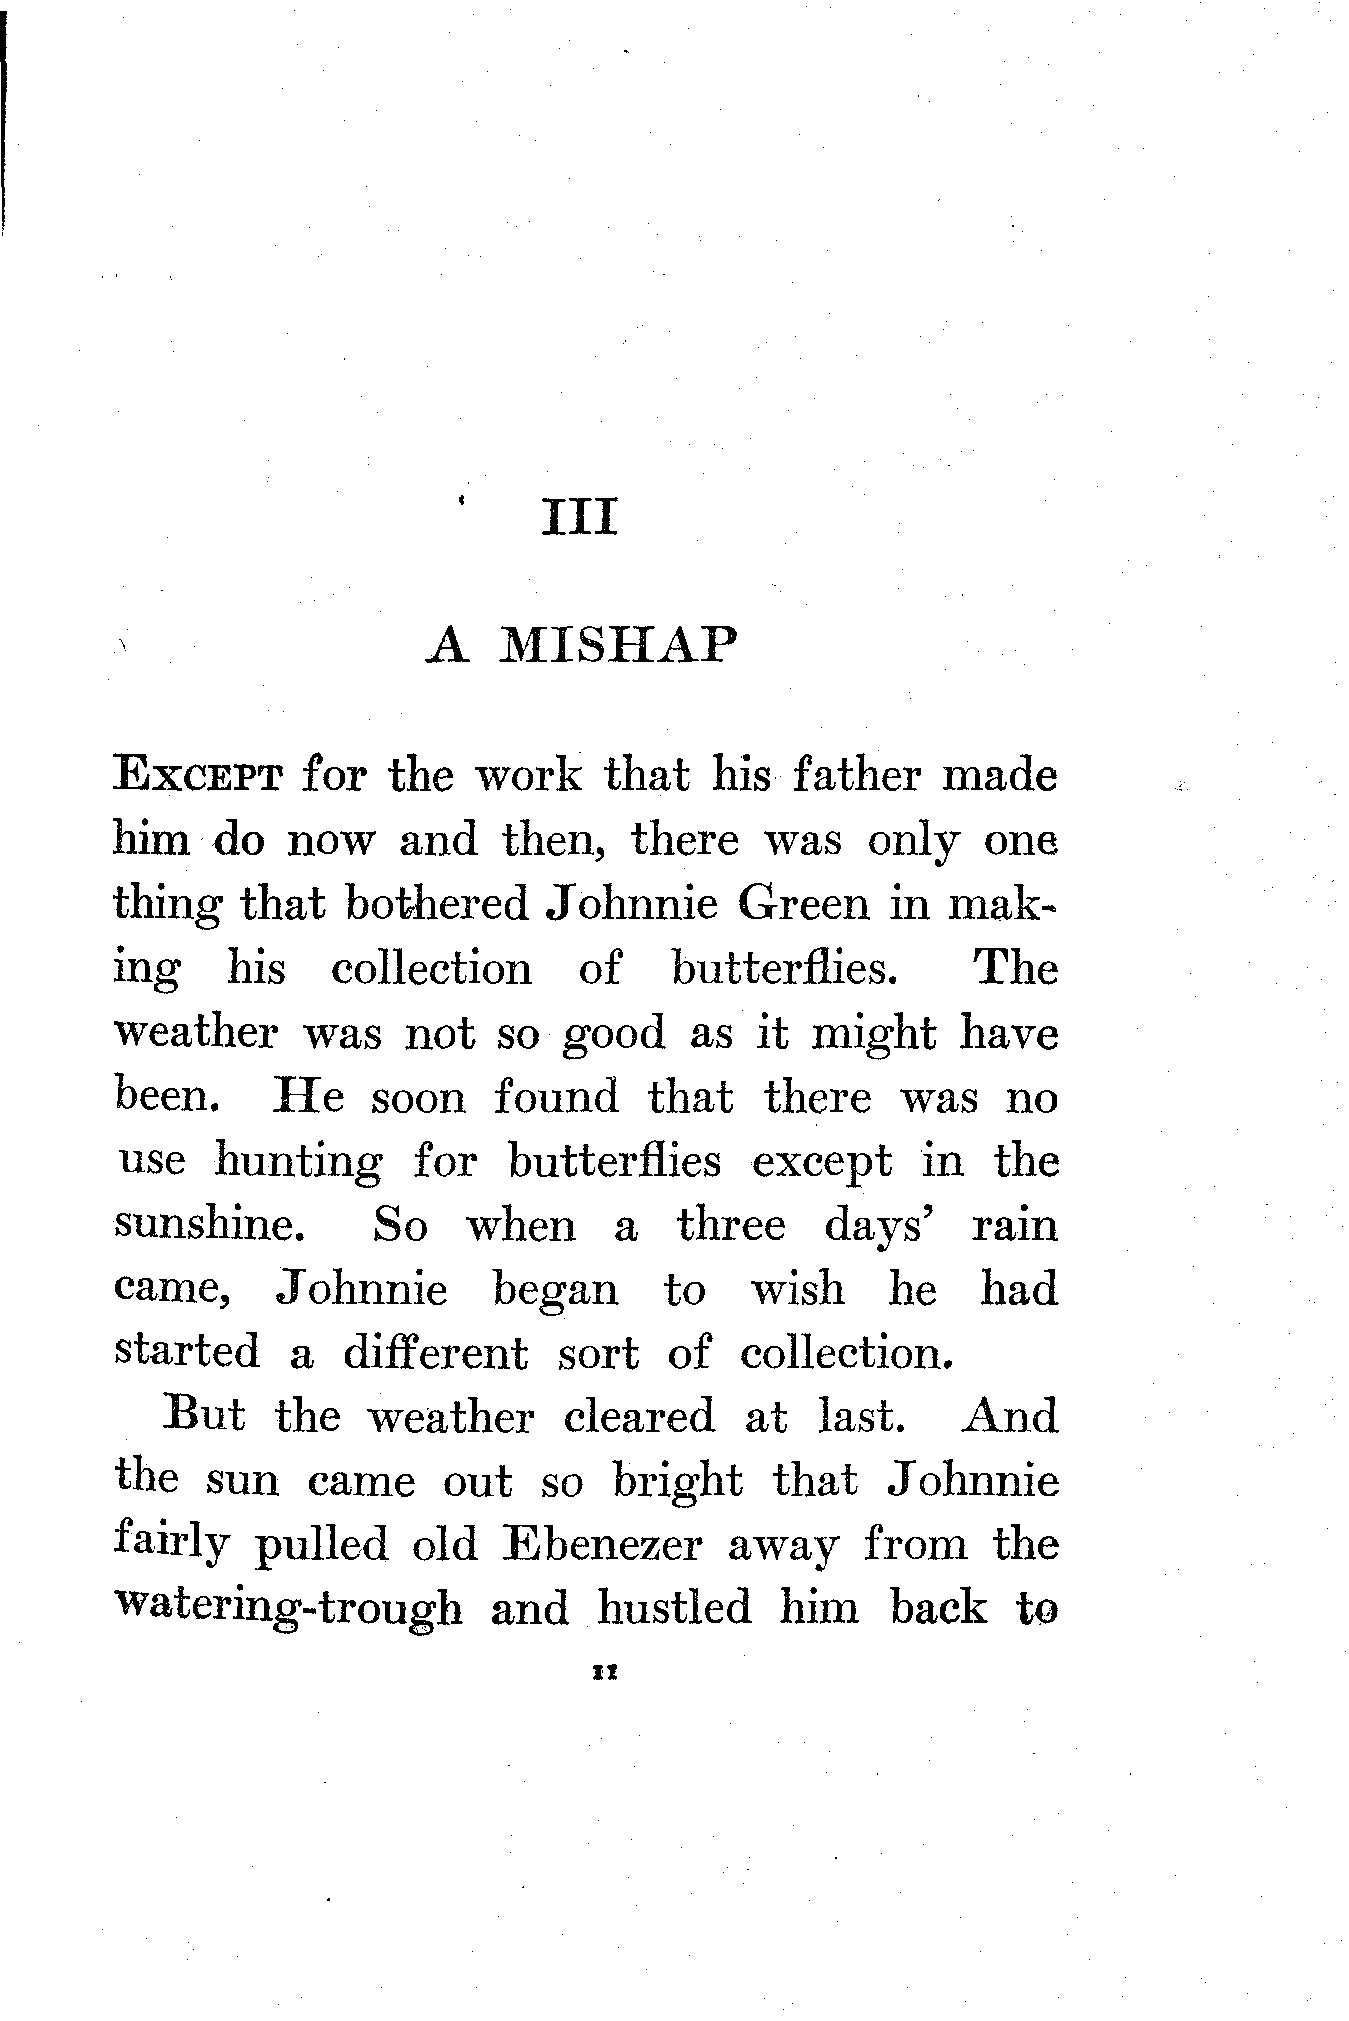 III
A MISHAP
EXCEPT for the work that his father made
him do now and then, there was only one
thing that bothered Johnnie Green in mak-
ing his collection of butterflies. The
weather was not so good as it might have
been. He soon found that there was no
use hunting for butterflies except in the
sunshine. So when a three days' rain
came, Johnnie began to wish he had
started a different sort of collection.
But the weather cleared at last. And
the sun came out so bright that Johnnie
fairly pulled old Ebenezer away from the
watering-trough and hustled him back to
11